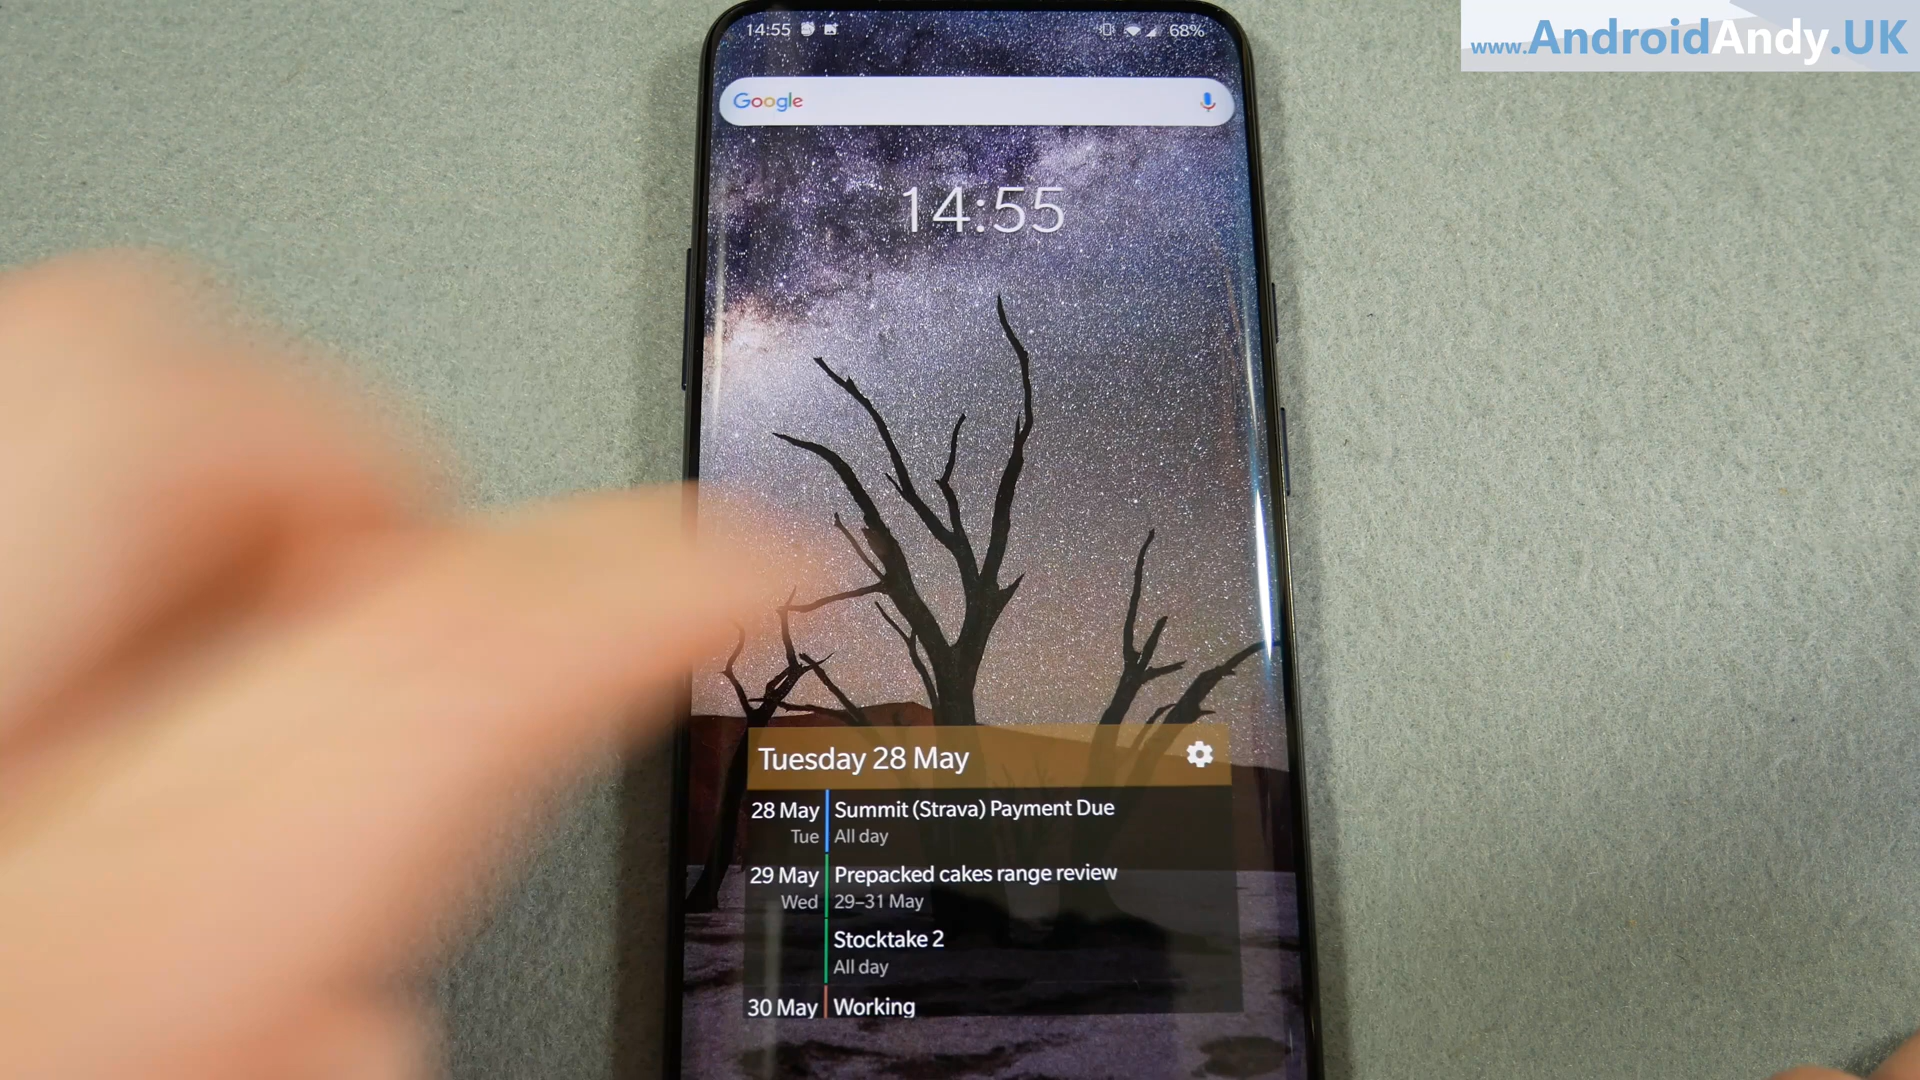 www.AndroidAndy.UK
14:55 68%
Google
14:55
Tuesday 28 May
28 May Summit (Strava) Payment Due
Tue All day
29 May Prepacked cakes range review
Wed 29–31 May
Stocktake 2
All day
30 May Working